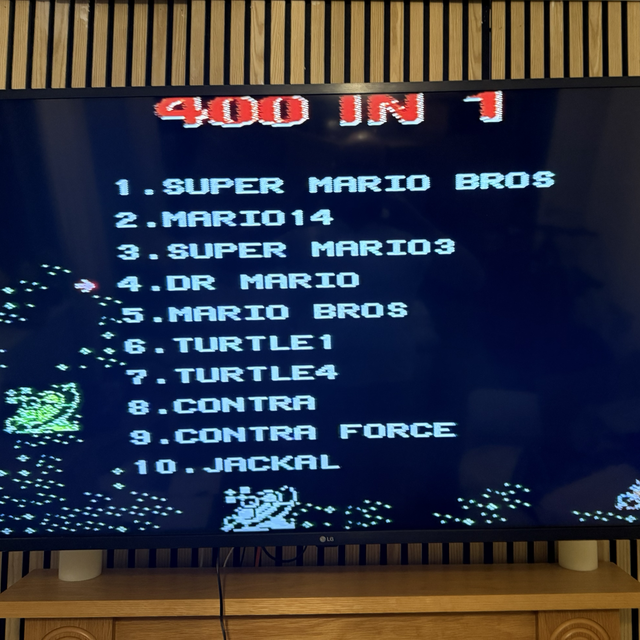 400 IN 1
1.SUPER MARIO BROS
2.MARIO14
3.SUPER MARIO3
4.DR MARIO
5.MARIO BROS
6.TURTLE1
7.TURTLE4
8.CONTRA
9.CONTRA FORCE
10.JACKAL
LG